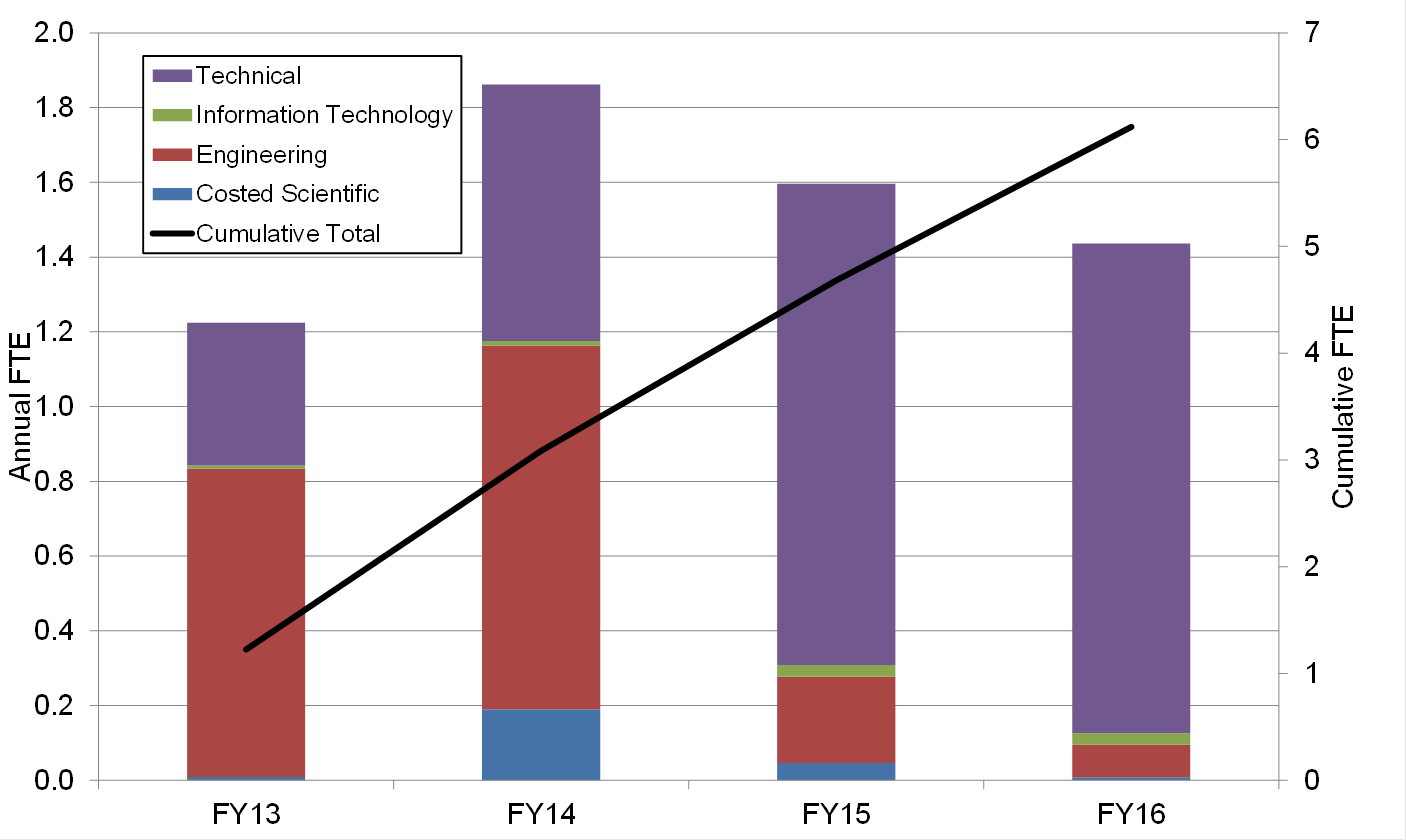 2.0
1.8
1.6
1.4
1.2
1.0
0.8
0.6
0.4
0.2
0.0
Annual FTE
Technical
Information Technology
Engineering
Costed Scientific
Cumulative Total
7
6
5
4
3
2
1
0
Cumulative FTE
FY13
FY14
FY15
FY16